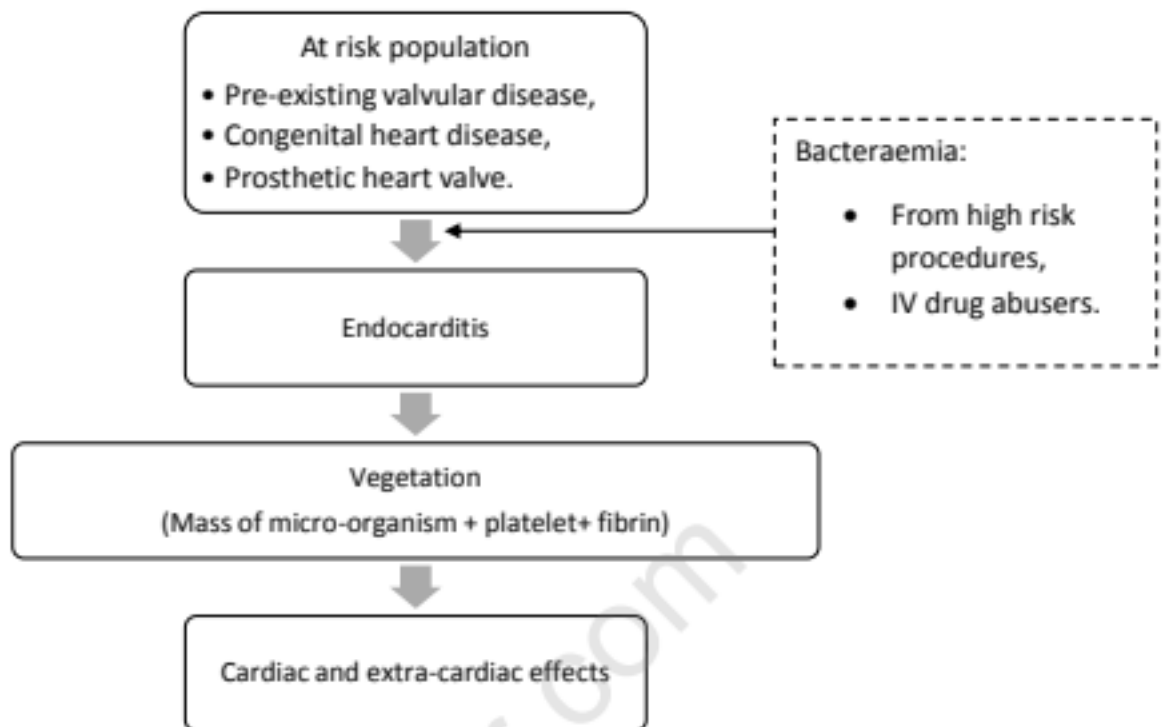 At risk population
• Pre-existing valvular disease,
• Congenital heart disease,
• Prosthetic heart valve.
Bacteraemia:
• From high risk
procedures,
• IV drug abusers.
Endocarditis
Vegetation
(Mass of micro-organism + platelet+ fibrin)
Cardiac and extra-cardiac effects
com